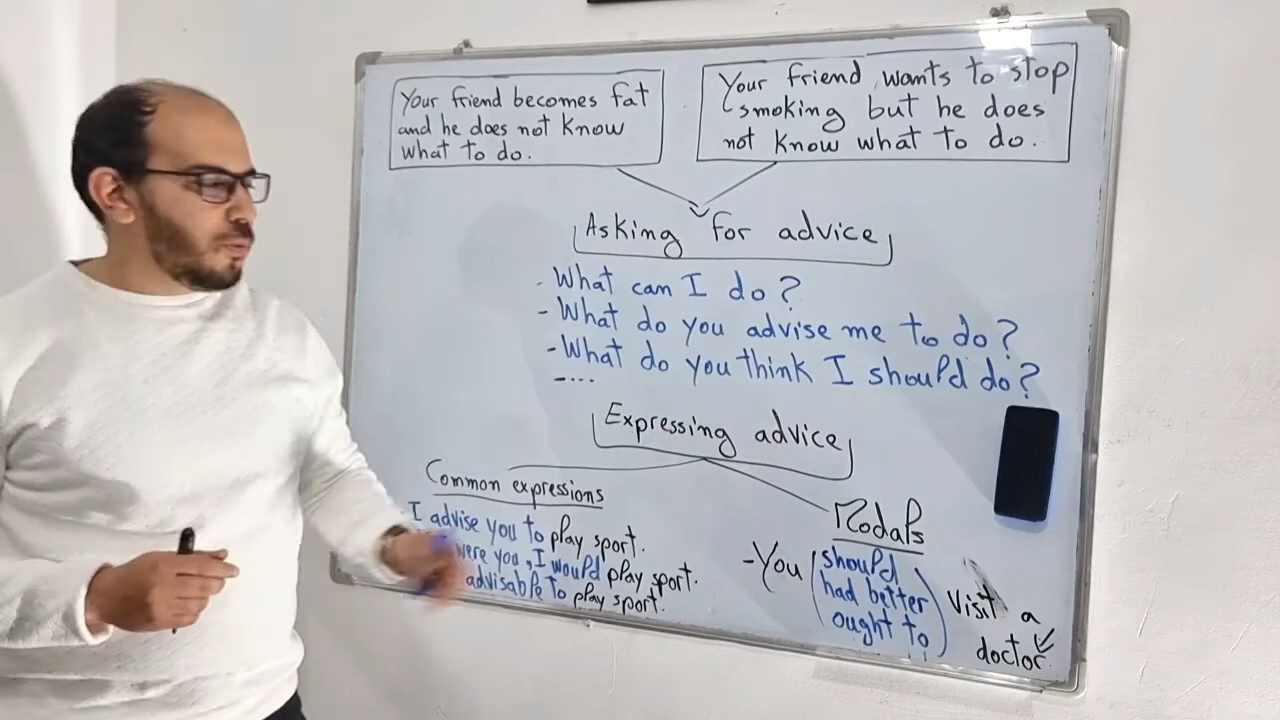 Your friend becomes fat
and he does not know
what to do.
Your friend wants to stop
smoking but he does
not know what to do.
Asking for advice
- What can I do?
- What do you advise me to do?
- What do you think I should do?
-....
Expressing advice
Common expressions
I advise you to play sport.
were you, I would play sport.
advisable to play sport.
Modals
- You should
had better
ought to
visit a
doctor.